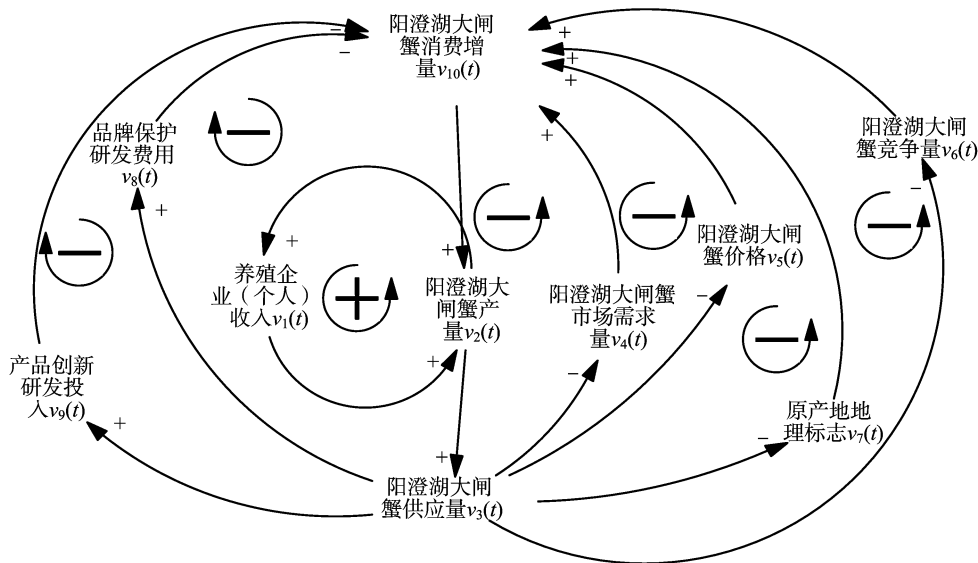 阳澄湖大闸
蟹消费增
量v10(t)
品牌保护
研发费用
v8(t)
阳澄湖大闸
蟹竞争量v6(t)
养殖企
业（个人）
收入v1(t)
阳澄湖大
闸蟹产
量v2(t)
阳澄湖大闸蟹
市场需求
量v4(t)
阳澄湖大闸
蟹价格v5(t)
产品创新
研发投
入v9(t)
原产地地
理标志v7(t)
阳澄湖大闸
蟹供应量v3(t)